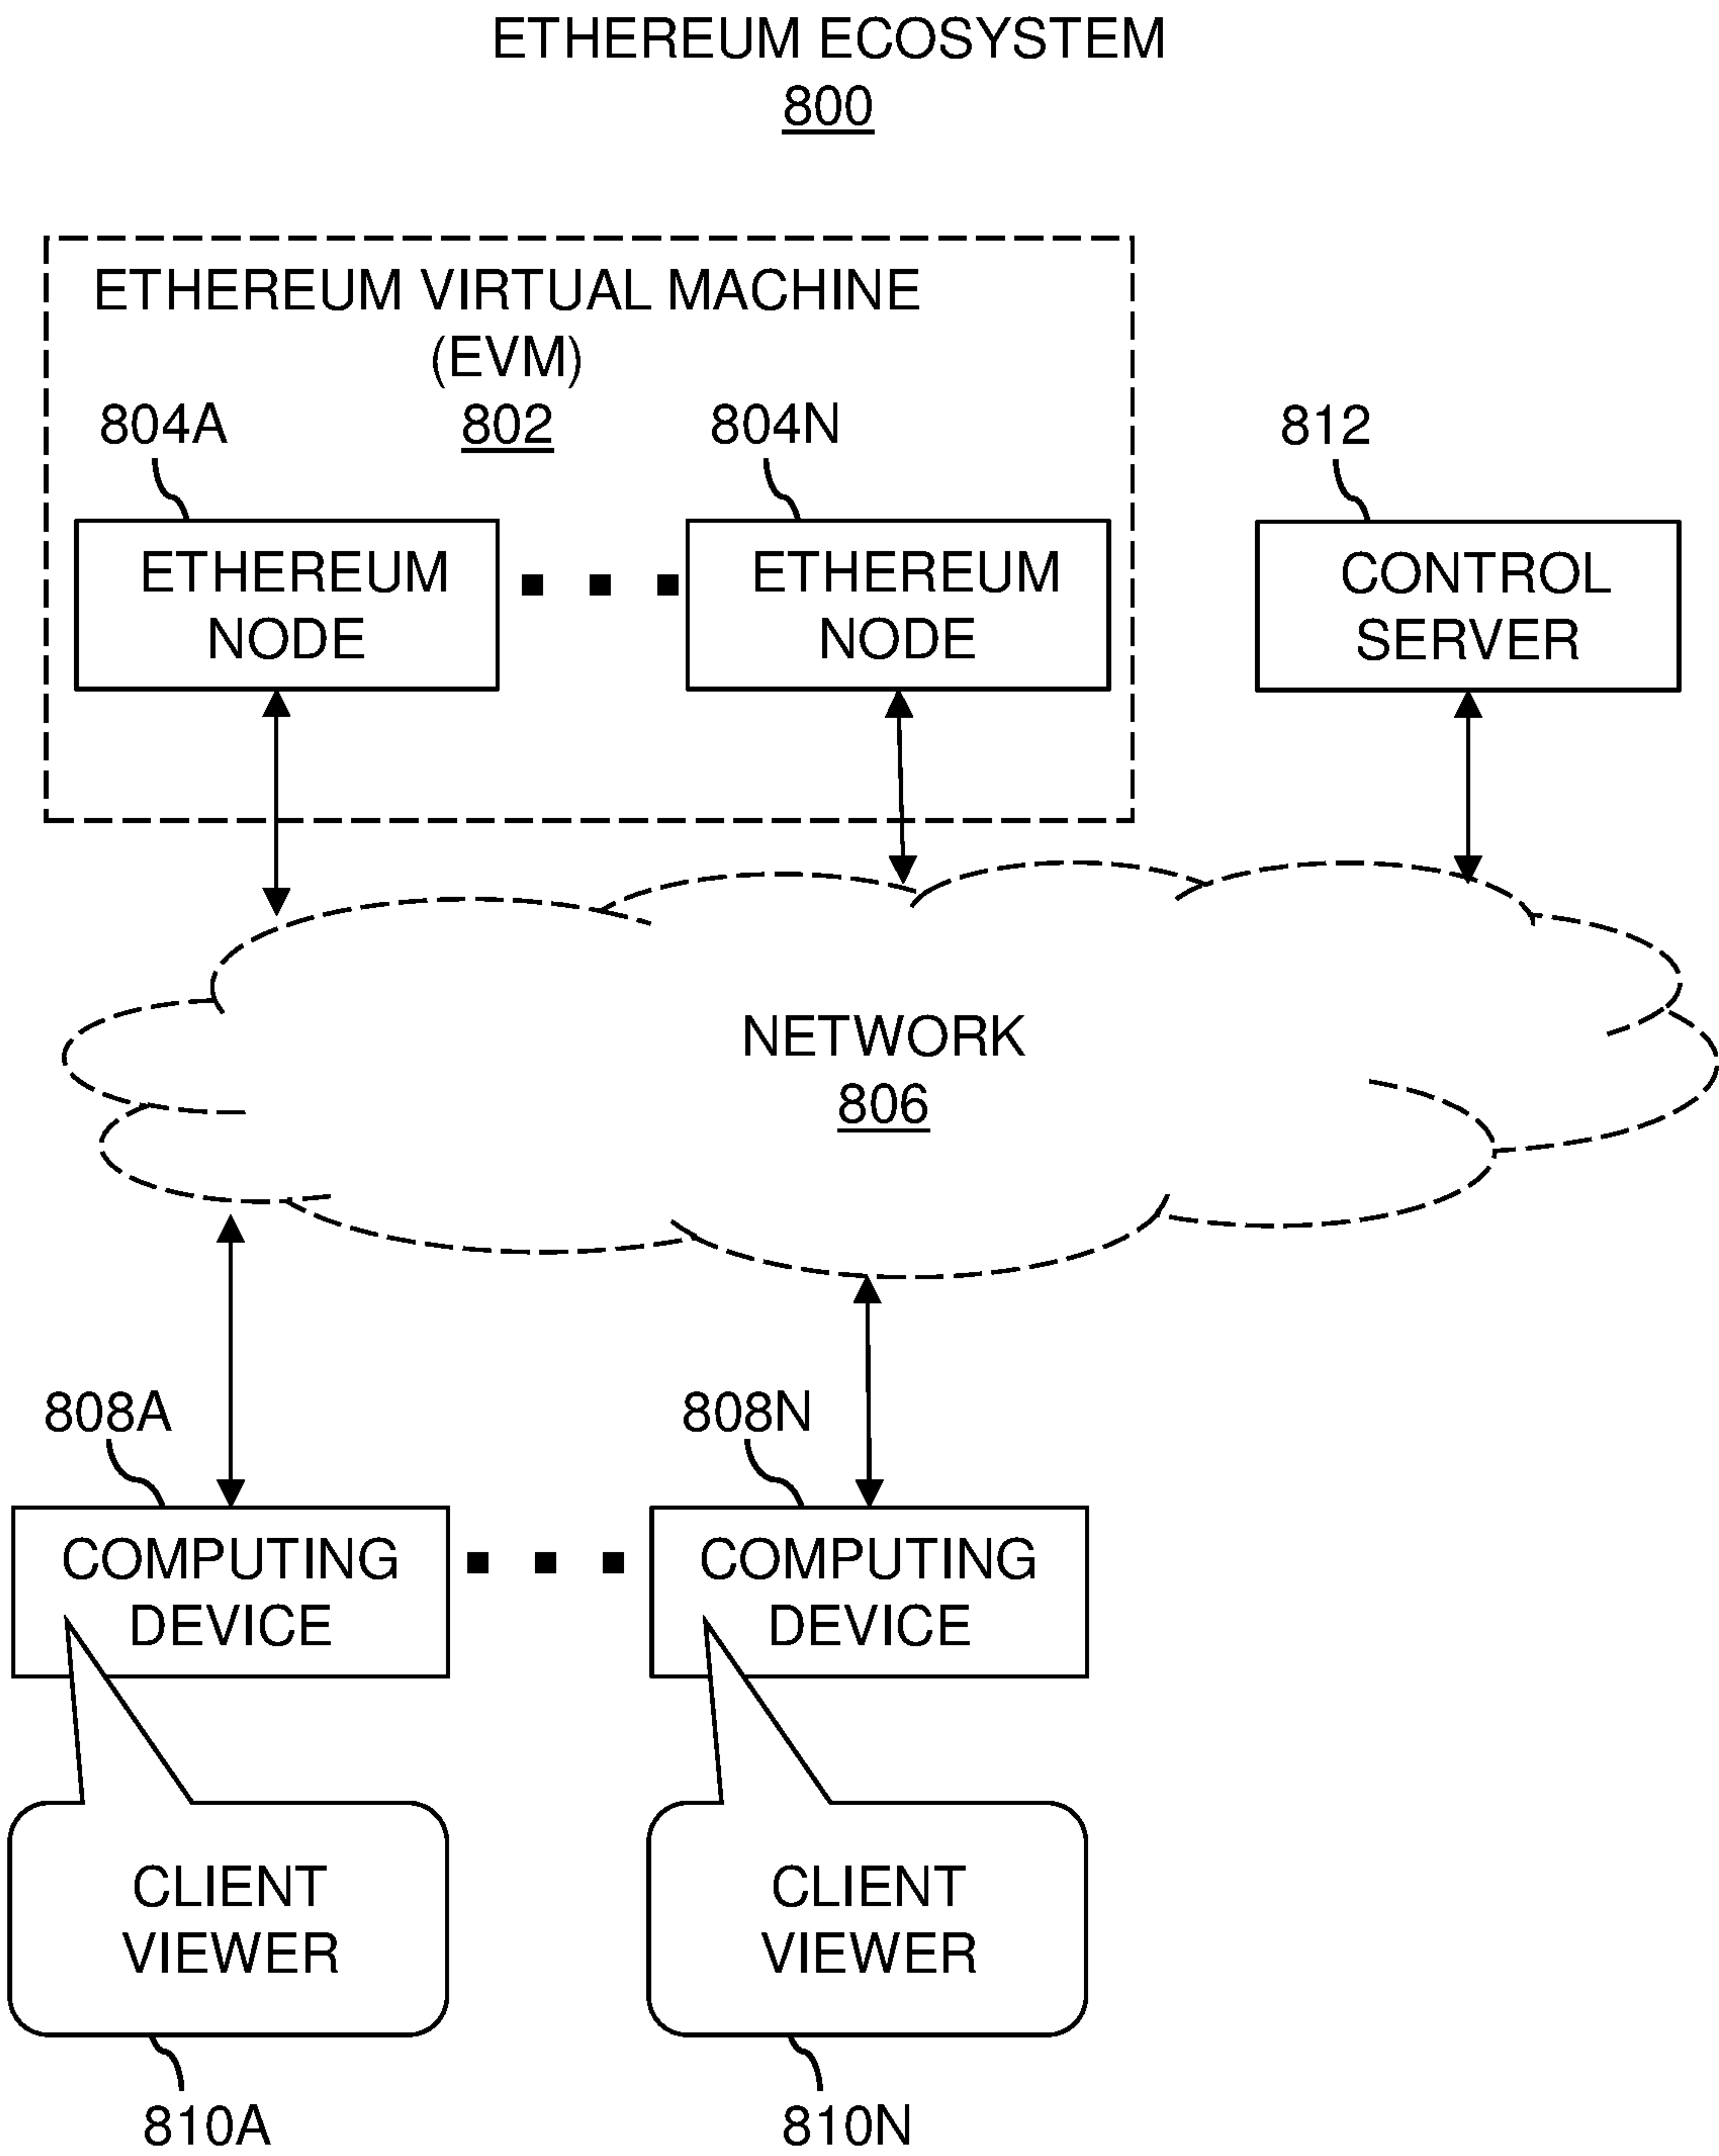 ETHEREUM ECOSYSTEM
800
ETHEREUM VIRTUAL MACHINE
(EVM)
804A
802
804N
812
ETHEREUM
NODE
ETHEREUM
NODE
CONTROL
SERVER
NETWORK
806
808A
808N
COMPUTING
DEVICE
COMPUTING
DEVICE
CLIENT
VIEWER
CLIENT
VIEWER
810A
810N